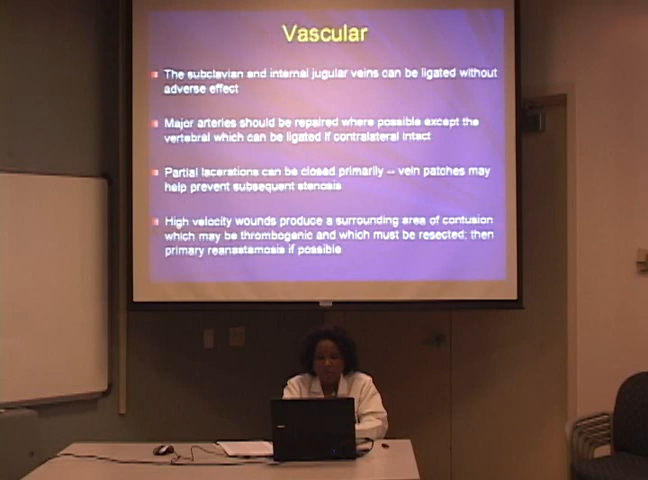 Vascular
The subclavian and internal jugular veins can be ligated without
adverse effect
Major arteries should be repaired where possible except the
vertebral which can be ligated if contralateral intact
Partial lacerations can be closed primarily -- vein patches may
help prevent subsequent stenosis
High velocity wounds produce a surrounding area of contusion
which may be thrombogenic and which must be resected; then
primary reanastamosis if possible